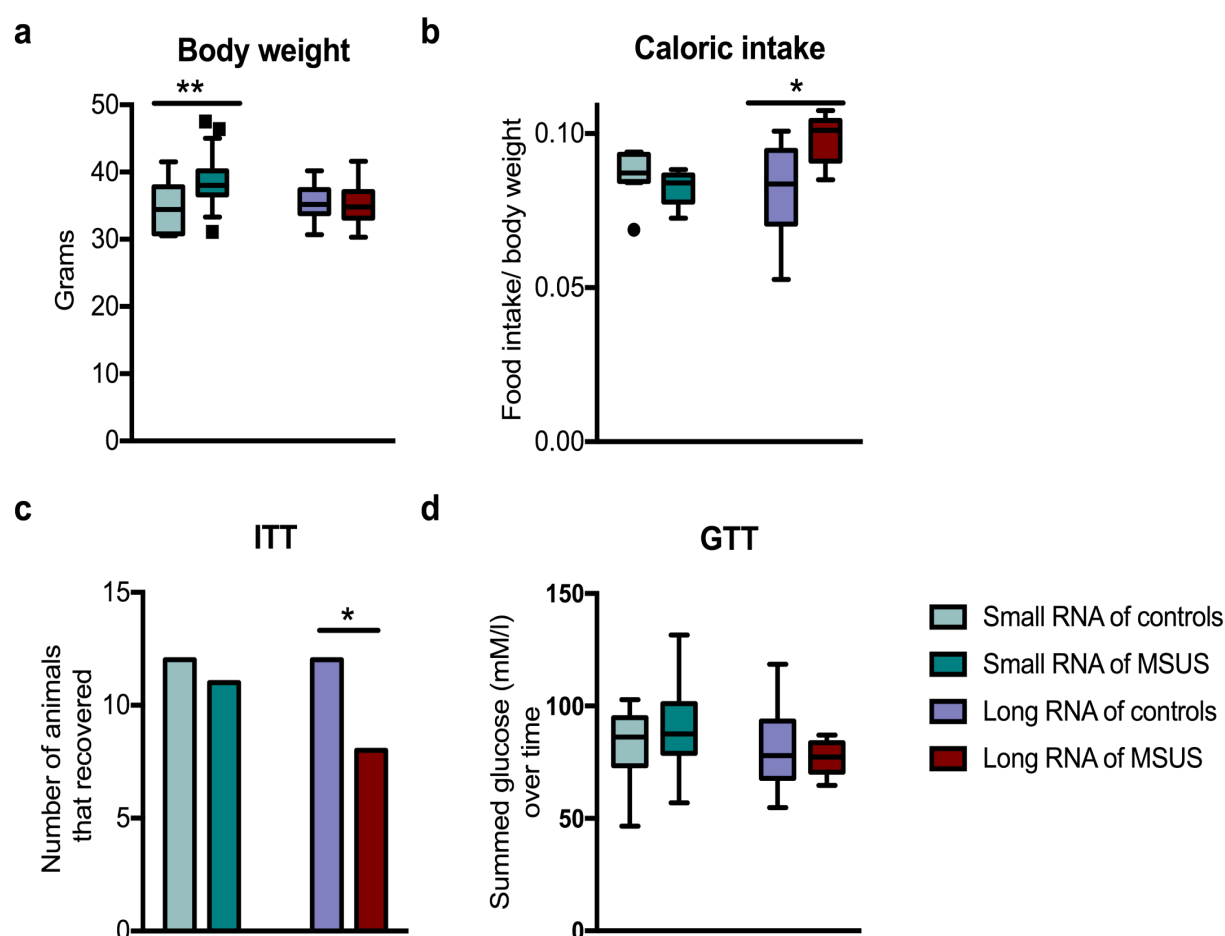 a
Body weight
**
50
40
30
20
10
0
Grams
b
Caloric intake
*
0.10
0.05
0.00
Food intake/ body weight
c
ITT
*
15
10
5
0
Number of animals
that recovered
d
GTT
150
100
50
0
Summed glucose (mM/l)
over time
Small RNA of controls
Small RNA of MSUS
Long RNA of controls
Long RNA of MSUS